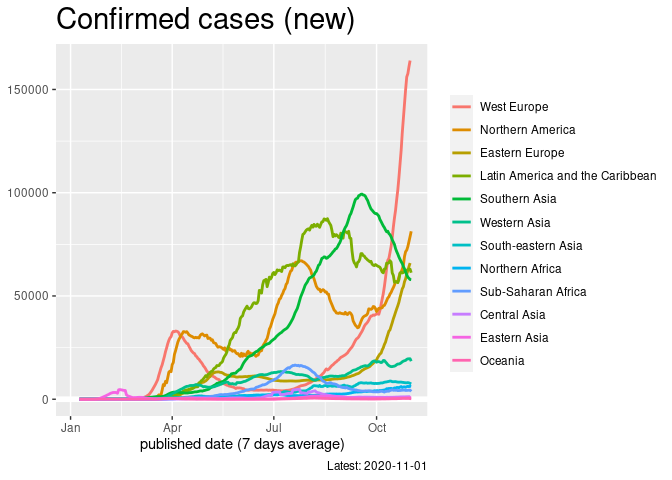 Confirmed cases (new)
150000
100000
50000
0
Jan
Apr
Jul
Oct
published date (7 days average)
Latest: 2020-11-01
West Europe
Northern America
Eastern Europe
Latin America and the Caribbean
Southern Asia
Western Asia
South-eastern Asia
Northern Africa
Sub-Saharan Africa
Central Asia
Eastern Asia
Oceania